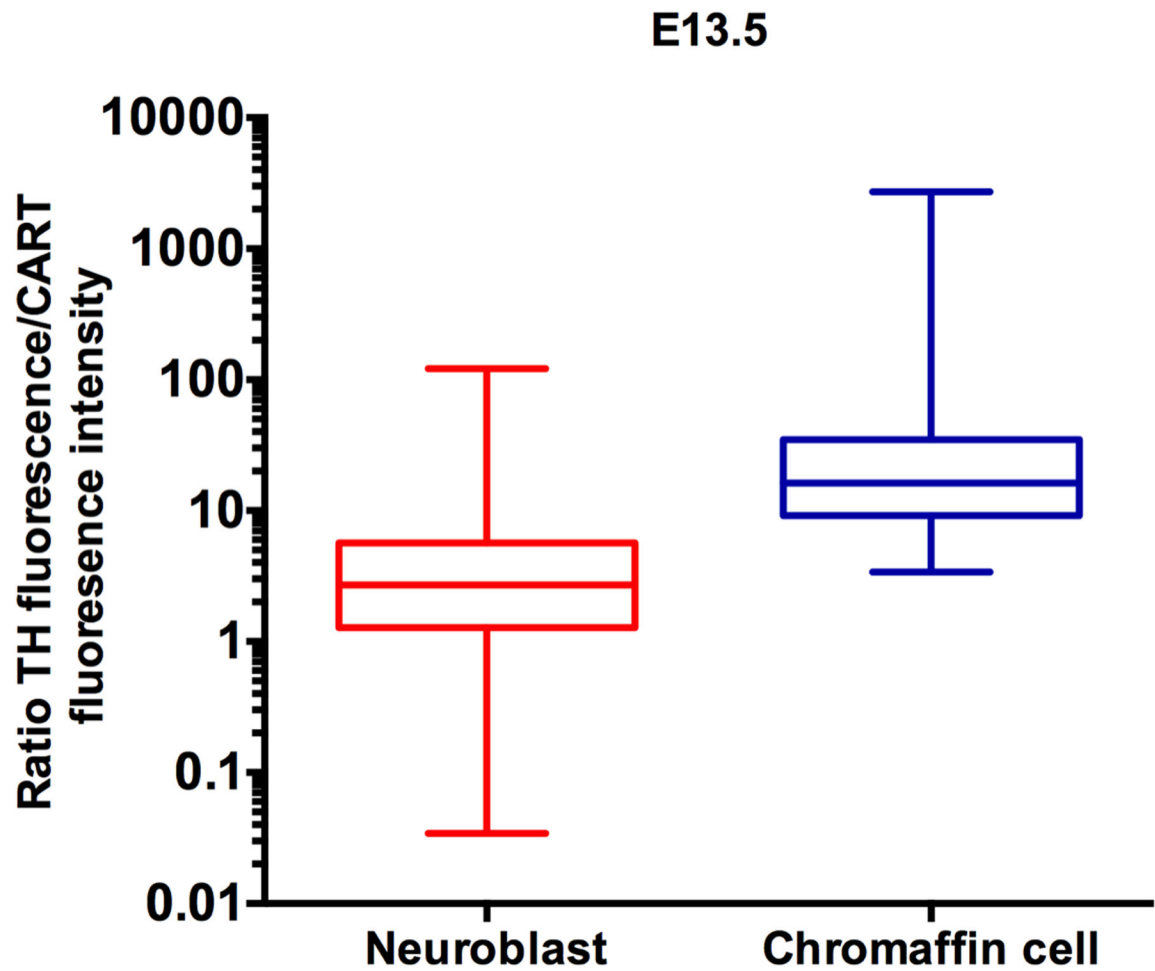 E13.5
Ratio TH fluorescence/CART
fluoresence intensity
10000
1000
100
10
1
0.1
0.01
Neuroblast
Chromaffin cell